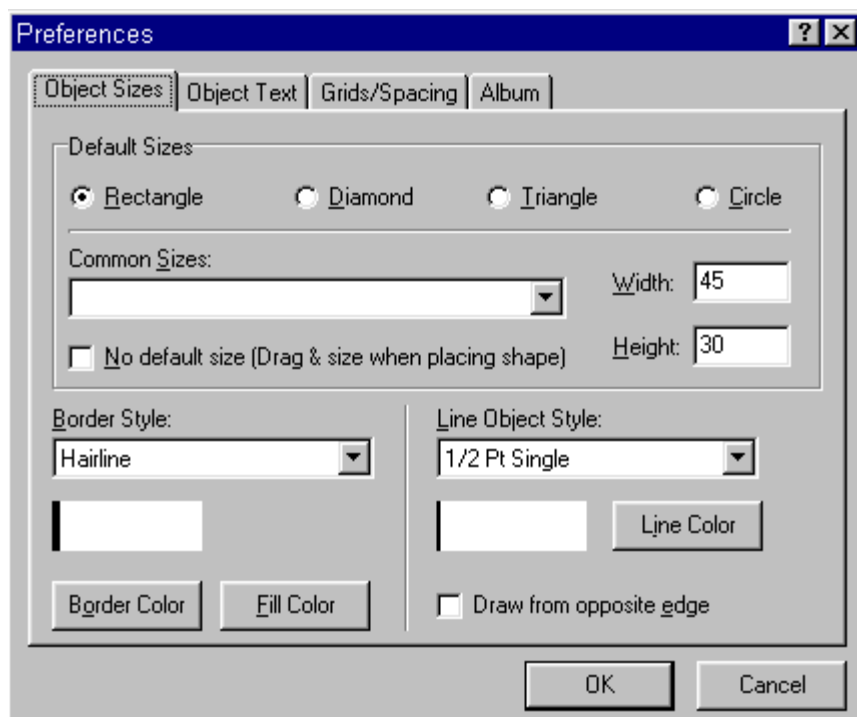 Preferences
Object Sizes Object Text Grids/Spacing Album
Default Sizes
Rectangle Diamond Triangle Circle
Common Sizes:
Width: 45
No default size (Drag & size when placing shape)
Height: 30
Border Style:
Hairline
Line Object Style:
1/2 Pt Single
Line Color
Border Color Fill Color
Draw from opposite edge
OK Cancel